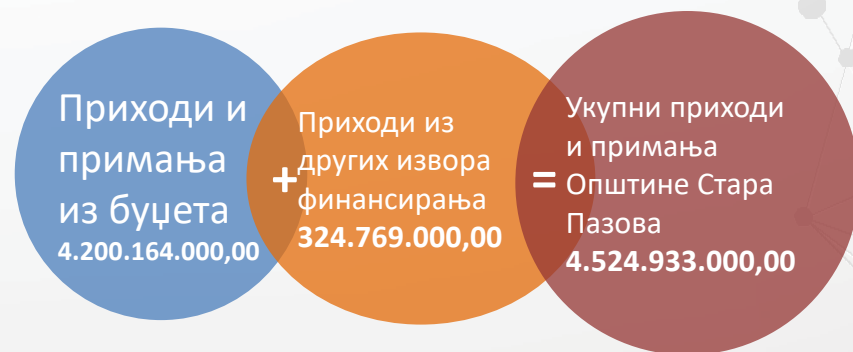 Приходи и
примања
из буџета
4.200.164.000,00
+
Приходи из
других извора
финансирања
324.769.000,00
=
Укупни приходи
и примања
Општине Стара
Пазова
4.524.933.000,00